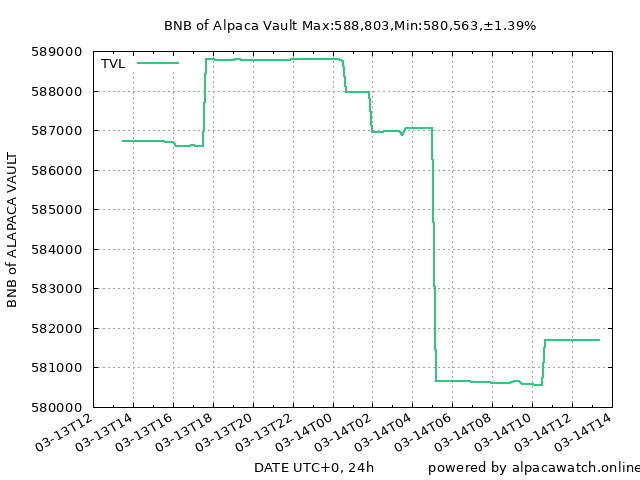 BNB of Alpaca Vault Max:588,803,Min:580,563,±1.39%
TVL
BNB of ALAPACA VAULT
589000
588000
587000
586000
585000
584000
583000
582000
581000
580000
03-13T12
03-13T14
03-13T16
03-13T18
03-13T20
03-13T22
03-14T00
03-14T02
03-14T04
03-14T06
03-14T08
03-14T10
03-14T12
03-14T14
DATE UTC+0, 24h
powered by alpacawatch.online